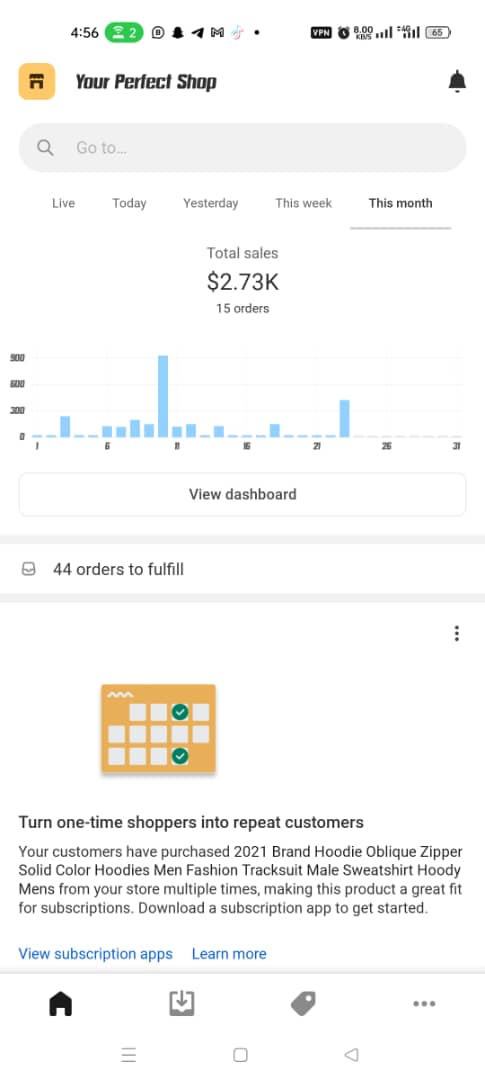 4:56 2 VPN 8.00 KB/S 4G 65
Your Perfect Shop
Go to...
Live Today Yesterday This week This month
Total sales
$2.73K
15 orders
900
600
300
0
1 6 11 16 21 26 31
View dashboard
44 orders to fulfill
Turn one-time shoppers into repeat customers
Your customers have purchased 2021 Brand Hoodie Oblique Zipper
Solid Color Hoodies Men Fashion Tracksuit Male Sweatshirt Hoody
Mens from your store multiple times, making this product a great fit
for subscriptions. Download a subscription app to get started.
View subscription apps Learn more